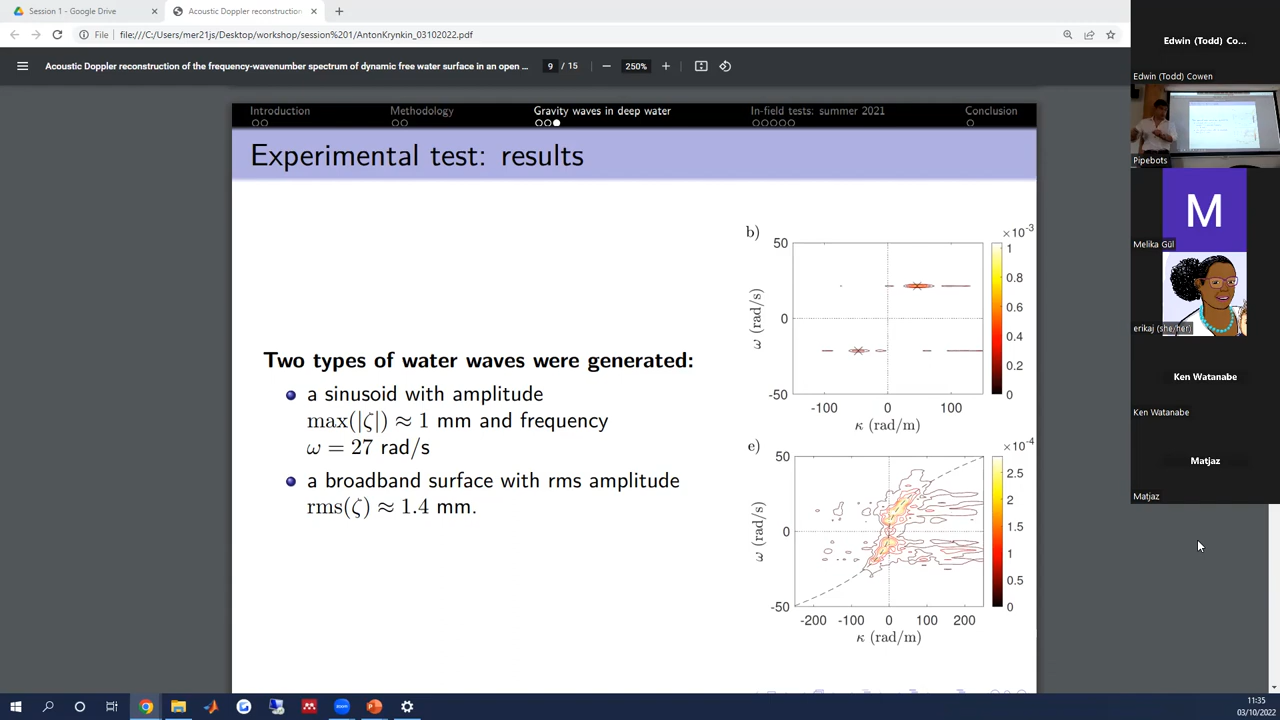 Session 1 - Google Drive
Acoustic Doppler reconstruction
File
file:///C:/Users/mer21js/Desktop/workshop/session%201/AntonKrynkin_03102022.pdf
Acoustic Doppler reconstruction of the frequency-wavenumber spectrum of dynamic free water surface in an open ...
9 / 15
250%
Introduction
Methodology
Gravity waves in deep water
In-field tests: summer 2021
Conclusion
Experimental test: results
Two types of water waves were generated:
a sinusoid with amplitude
max(|ζ|) ≈ 1 mm and frequency
ω = 27 rad/s
a broadband surface with rms amplitude
rms(ζ) ≈ 1.4 mm.
b)
×10⁻³
50
0
-50
ω (rad/s)
-100 0 100
κ (rad/m)
1
0.8
0.6
0.4
0.2
0
e)
×10⁻⁴
50
0
-50
ω (rad/s)
-200 -100 0 100 200
κ (rad/m)
2.5
2
1.5
1
0.5
0
Edwin (Todd) Co...
Edwin (Todd) Cowen
Pipebots
M
Melika Gül
erikaj (she/her)
Ken Watanabe
Ken Watanabe
Matjaz
Matjaz
11:35
03/10/2022